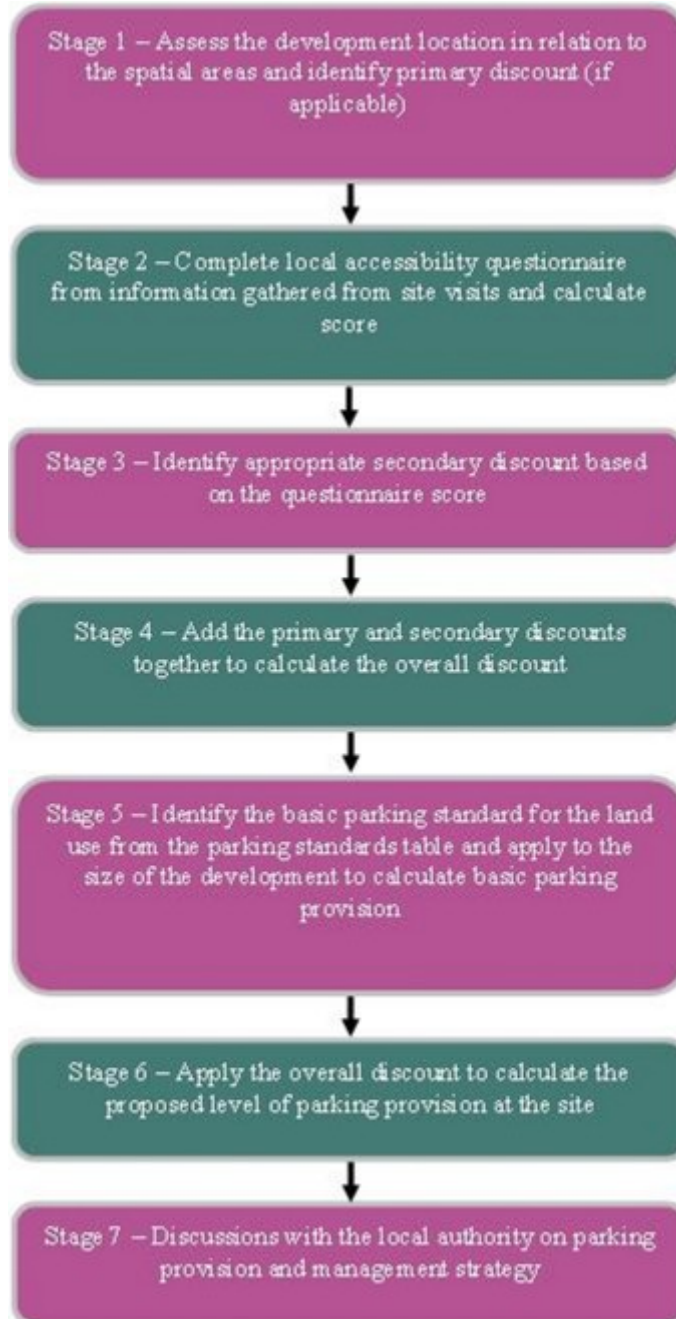 Stage 1 – Assess the development location in relation to
the spatial areas and identify primary discount (if
applicable)
Stage 2 – Complete local accessibility questionnaire
from information gathered from site visits and calculate
score
Stage 3 – Identify appropriate secondary discount based
on the questionnaire score
Stage 4 – Add the primary and secondary discounts
together to calculate the overall discount
Stage 5 – Identify the basic parking standard for the land
use from the parking standards table and apply to the
size of the development to calculate basic parking
provision
Stage 6 – Apply the overall discount to calculate the
proposed level of parking provision at the site
Stage 7 – Discussions with the local authority on parking
provision and management strategy